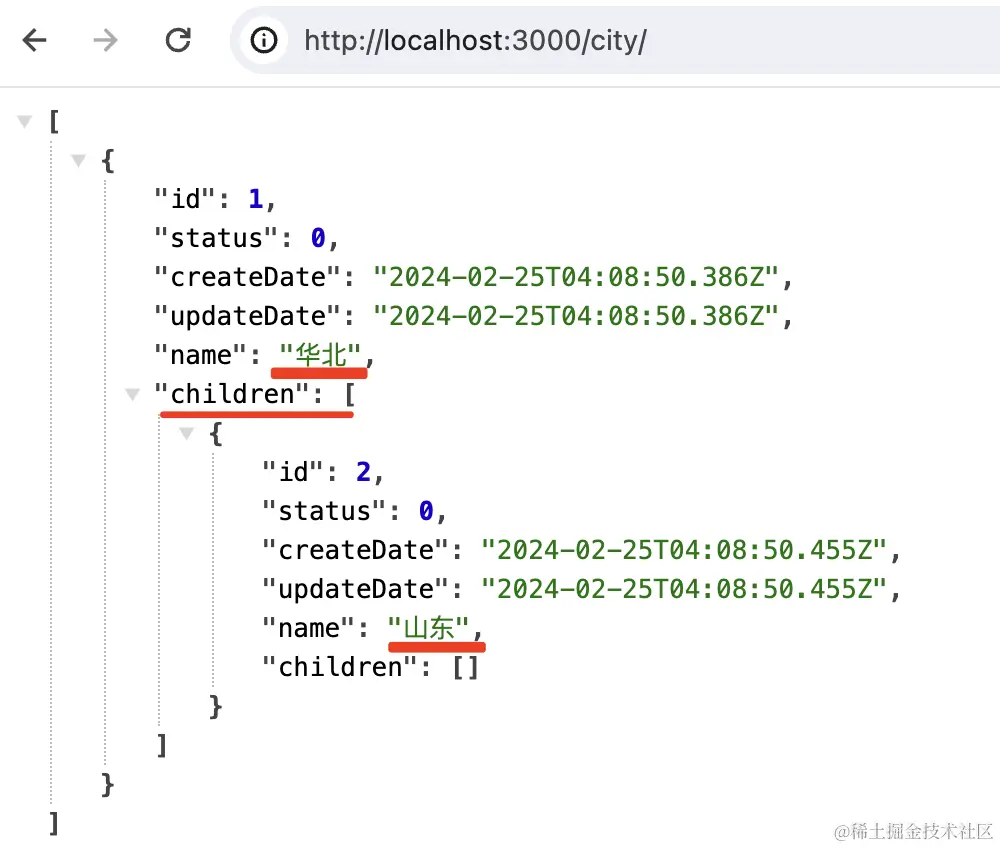 http://localhost:3000/city/
[
{
"id": 1,
"status": 0,
"createDate": "2024-02-25T04:08:50.386Z",
"updateDate": "2024-02-25T04:08:50.386Z",
"name": "华北",
"children": [
{
"id": 2,
"status": 0,
"createDate": "2024-02-25T04:08:50.455Z",
"updateDate": "2024-02-25T04:08:50.455Z",
"name": "山东",
"children": []
}
]
}
]
@稀土掘金技术社区